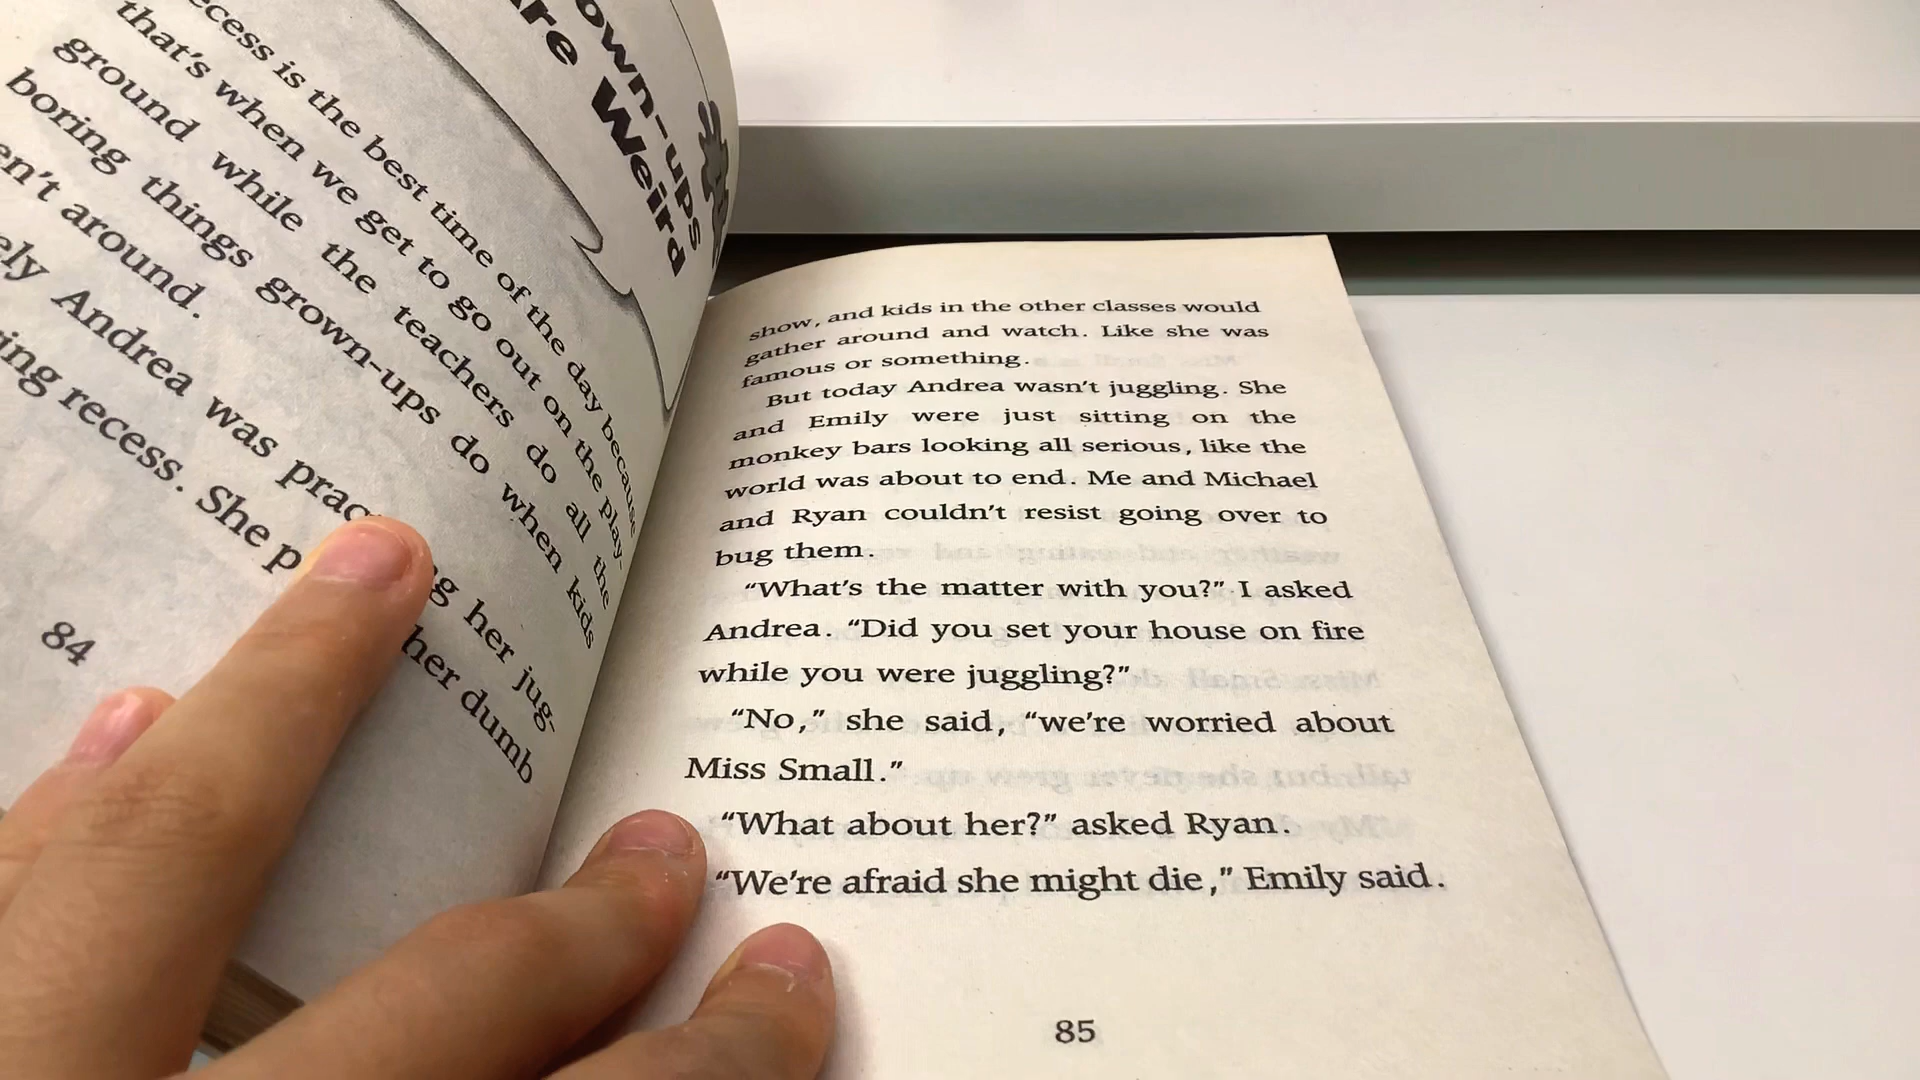 own-ups
re Weird
ecess is the best time of the day because
that's when we get to go out on the play-
ground while the teachers do all the
boring things grown-ups do when kids
en't around.
ely Andrea was prac g her jug-
ing recess. She p her dumb
84
show, and kids in the other classes would
gather around and watch. Like she was
famous or something.
But today Andrea wasn't juggling. She
and Emily were just sitting on the
monkey bars looking all serious, like the
world was about to end. Me and Michael
and Ryan couldn't resist going over to
bug them.
“What's the matter with you?” I asked
Andrea. “Did you set your house on fire
while you were juggling?”
“No,” she said, “we're worried about
Miss Small.”
“What about her?” asked Ryan.
“We're afraid she might die,” Emily said.
85